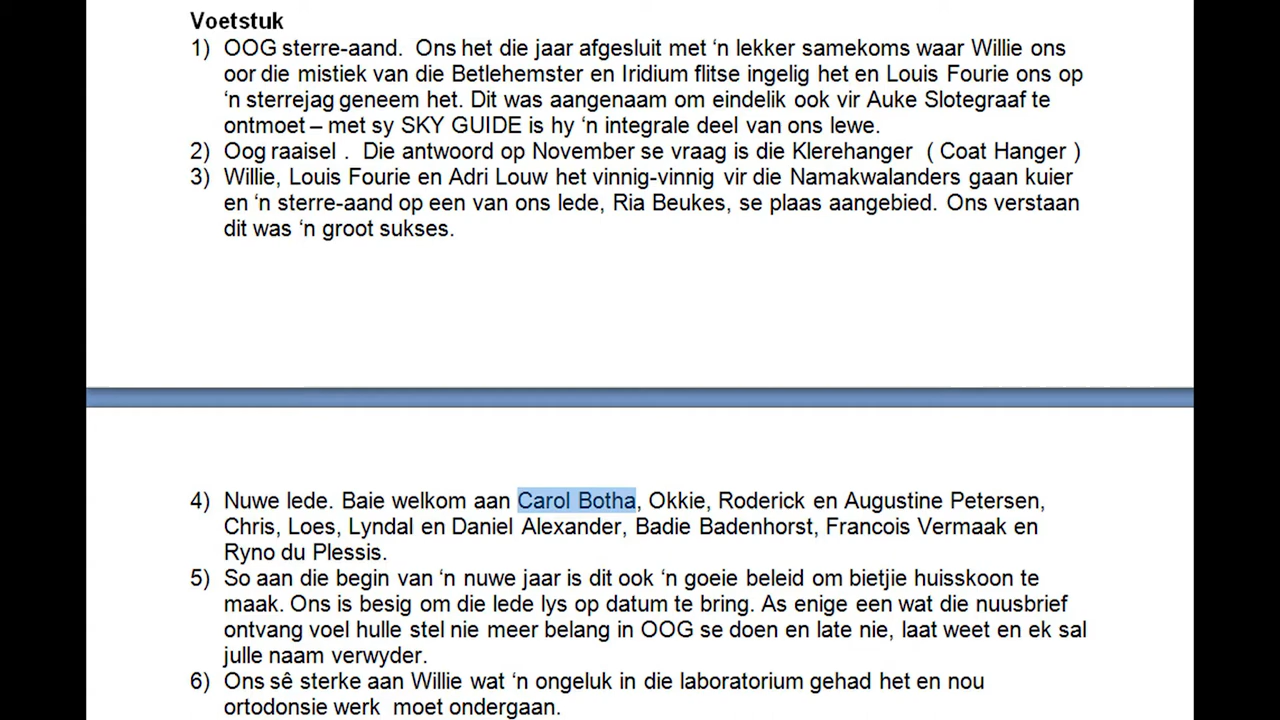 Voetstuk
1) OOG sterre-aand. Ons het die jaar afgesluit met ‘n lekker samekoms waar Willie ons
oor die mistiek van die Betlehemster en Iridium flitse ingelig het en Louis Fourie ons op
‘n sterrejag geneem het. Dit was aangenaam om eindelik ook vir Auke Slotegraaf te
ontmoet – met sy SKY GUIDE is hy ‘n integrale deel van ons lewe.
2) Oog raaisel . Die antwoord op November se vraag is die Klerehanger ( Coat Hanger )
3) Willie, Louis Fourie en Adri Louw het vinnig-vinnig vir die Namakwalanders gaan kuier
en ‘n sterre-aand op een van ons lede, Ria Beukes, se plaas aangebied. Ons verstaan
dit was ‘n groot sukses.
4) Nuwe lede. Baie welkom aan Carol Botha, Okkie, Roderick en Augustine Petersen,
Chris, Loes, Lyndal en Daniel Alexander, Badie Badenhorst, Francois Vermaak en
Ryno du Plessis.
5) So aan die begin van ‘n nuwe jaar is dit ook ‘n goeie beleid om bietjie huisskoon te
maak. Ons is besig om die lede lys op datum te bring. As enige een wat die nuusbrief
ontvang voel hulle stel nie meer belang in OOG se doen en late nie, laat weet en ek sal
julle naam verwyder.
6) Ons sê sterke aan Willie wat ‘n ongeluk in die laboratorium gehad het en nou
ortodonsie werk moet ondergaan.